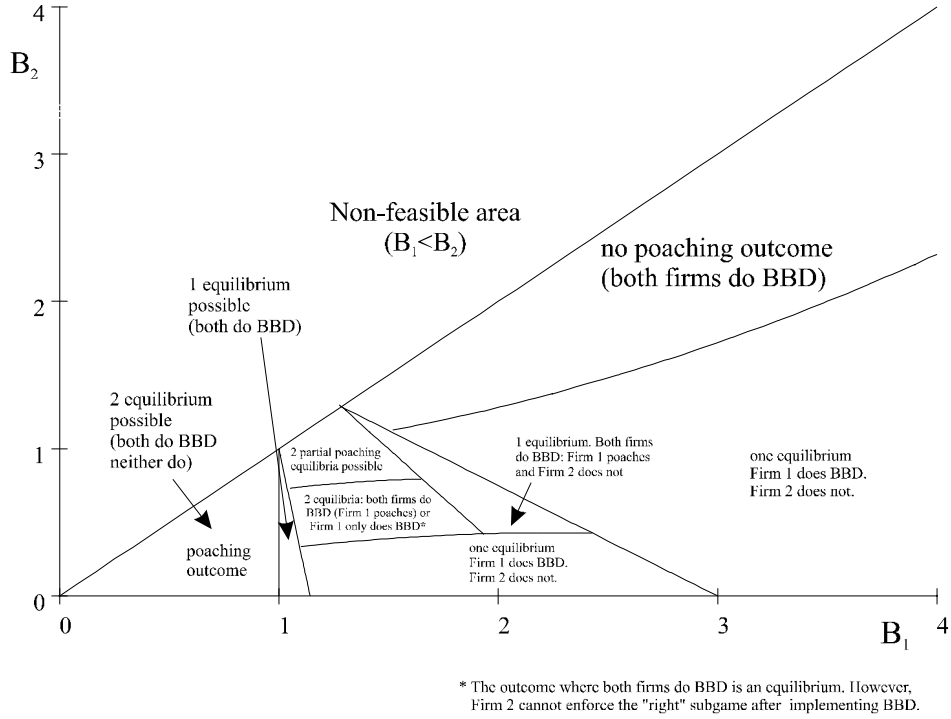 4
B2
3
Non-feasible area
(B1<B2)
no poaching outcome
(both firms do BBD)
1 equilibrium
possible
(both do BBD)
2
2 equilibrium
possible
(both do BBD
neither do)
1
2 partial poaching
equilibria possible
1 equilibrium. Both firms
do BBD: Firm 1 poaches
and Firm 2 does not
one equilibrium
Firm 1 does BBD.
Firm 2 does not.
2 equilibria: both firms do
BBD (Firm 1 poaches) or
Firm 1 only does BBD*
poaching
outcome
one equilibrium
Firm 1 does BBD.
Firm 2 does not.
0
0
1
2
3
4
B1
* The outcome where both firms do BBD is an equilibrium. However,
Firm 2 cannot enforce the "right" subgame after implementing BBD.